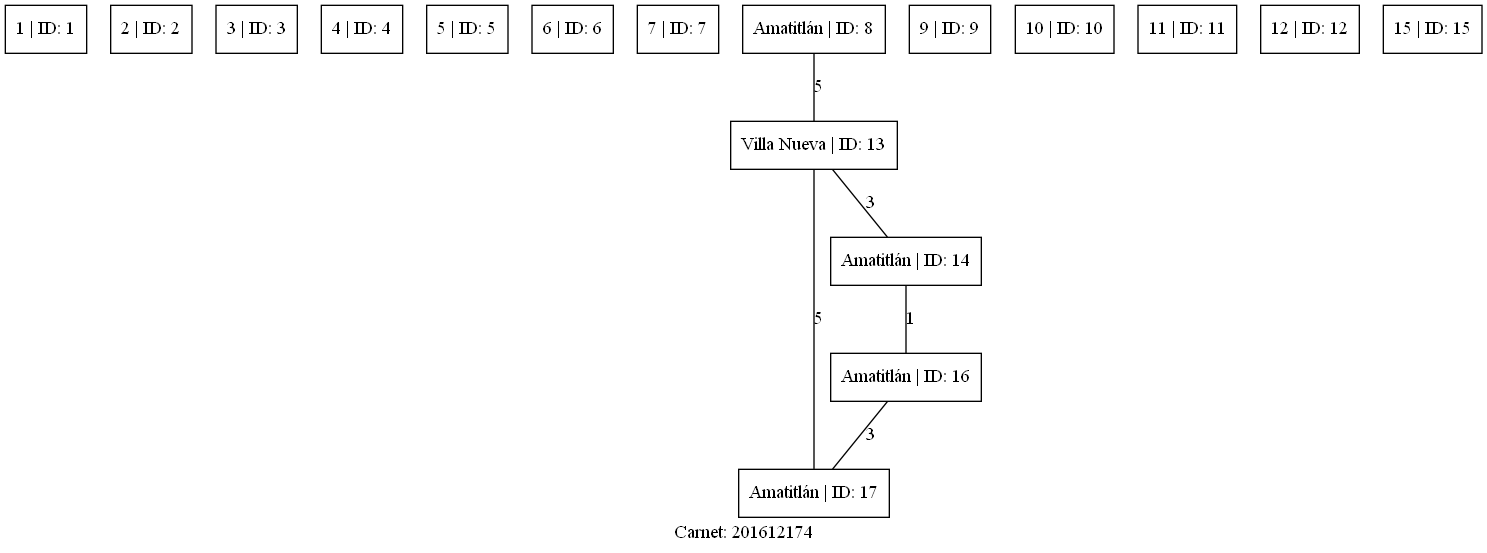 1 | ID: 1
2 | ID: 2
3 | ID: 3
4 | ID: 4
5 | ID: 5
6 | ID: 6
7 | ID: 7
Amatitlán | ID: 8
9 | ID: 9
10 | ID: 10
11 | ID: 11
12 | ID: 12
15 | ID: 15
5
Villa Nueva | ID: 13
3
Amatitlán | ID: 14
5
1
Amatitlán | ID: 16
3
Amatitlán | ID: 17
Carnet: 201612174